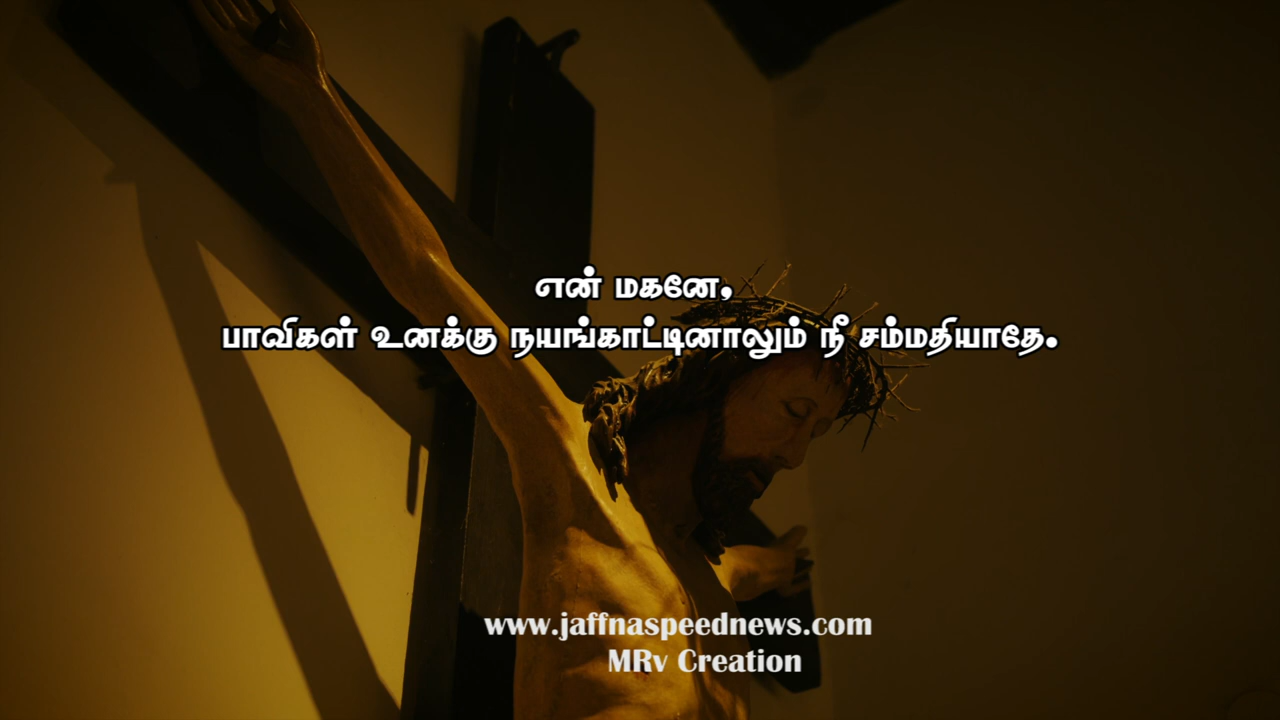 என் மகனே,
பாவிகள் உனக்கு நயங்காட்டினாலும் நீ சம்மதியாதே.
www.jaffnaspeednews.com
MRv Creation